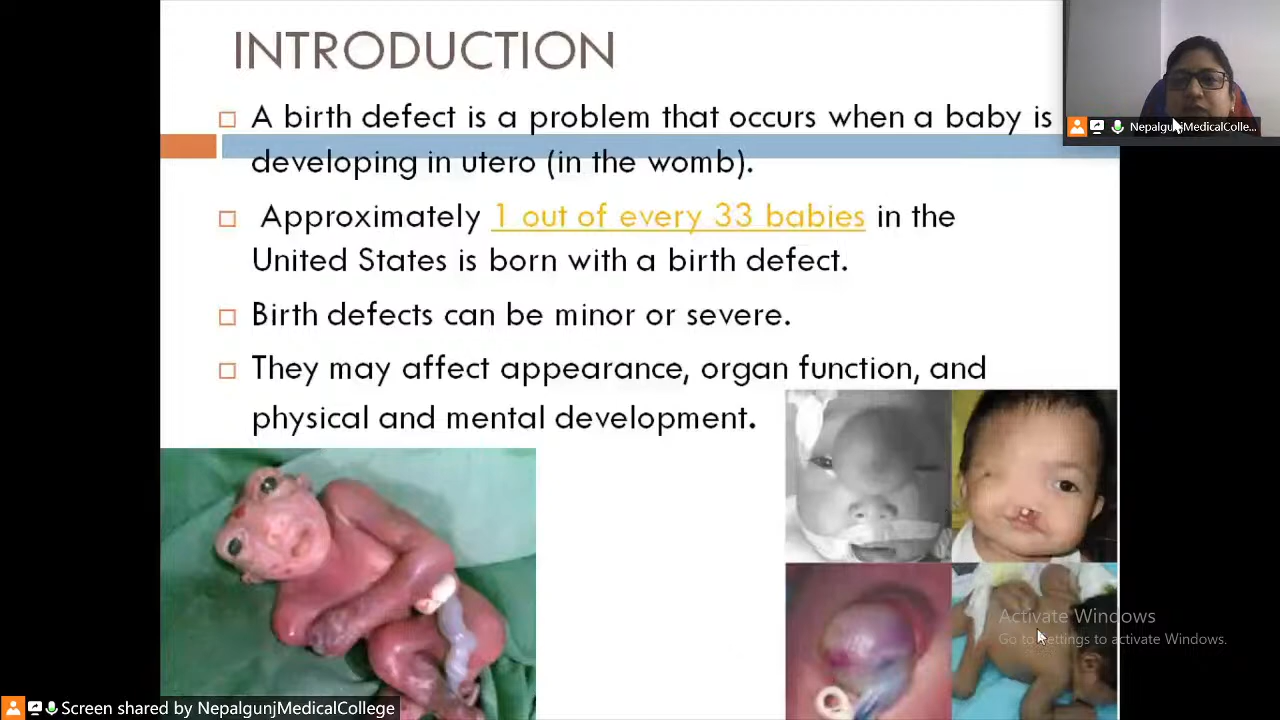 INTRODUCTION
A birth defect is a problem that occurs when a baby is
developing in utero (in the womb).
Approximately 1 out of every 33 babies in the
United States is born with a birth defect.
Birth defects can be minor or severe.
They may affect appearance, organ function, and
physical and mental development.
NepalgunjMedicalColle...
Activate Windows
Go to Settings to activate Windows.
Screen shared by NepalgunjMedicalCollege